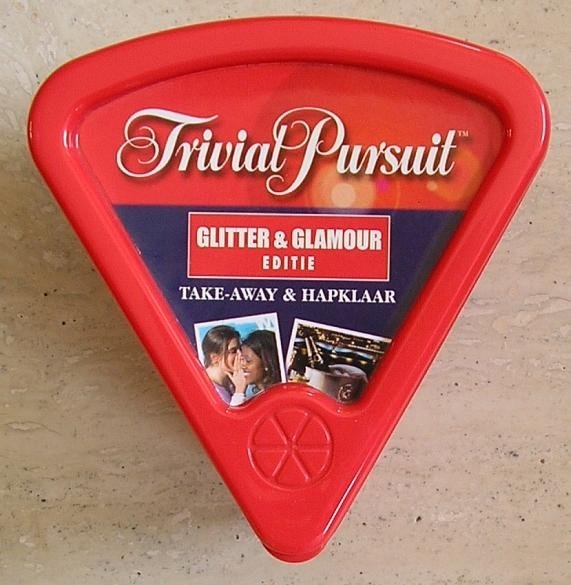 Trivial Pursuit™
GLITTER & GLAMOUR
EDITIE
TAKE-AWAY & HAPKLAAR